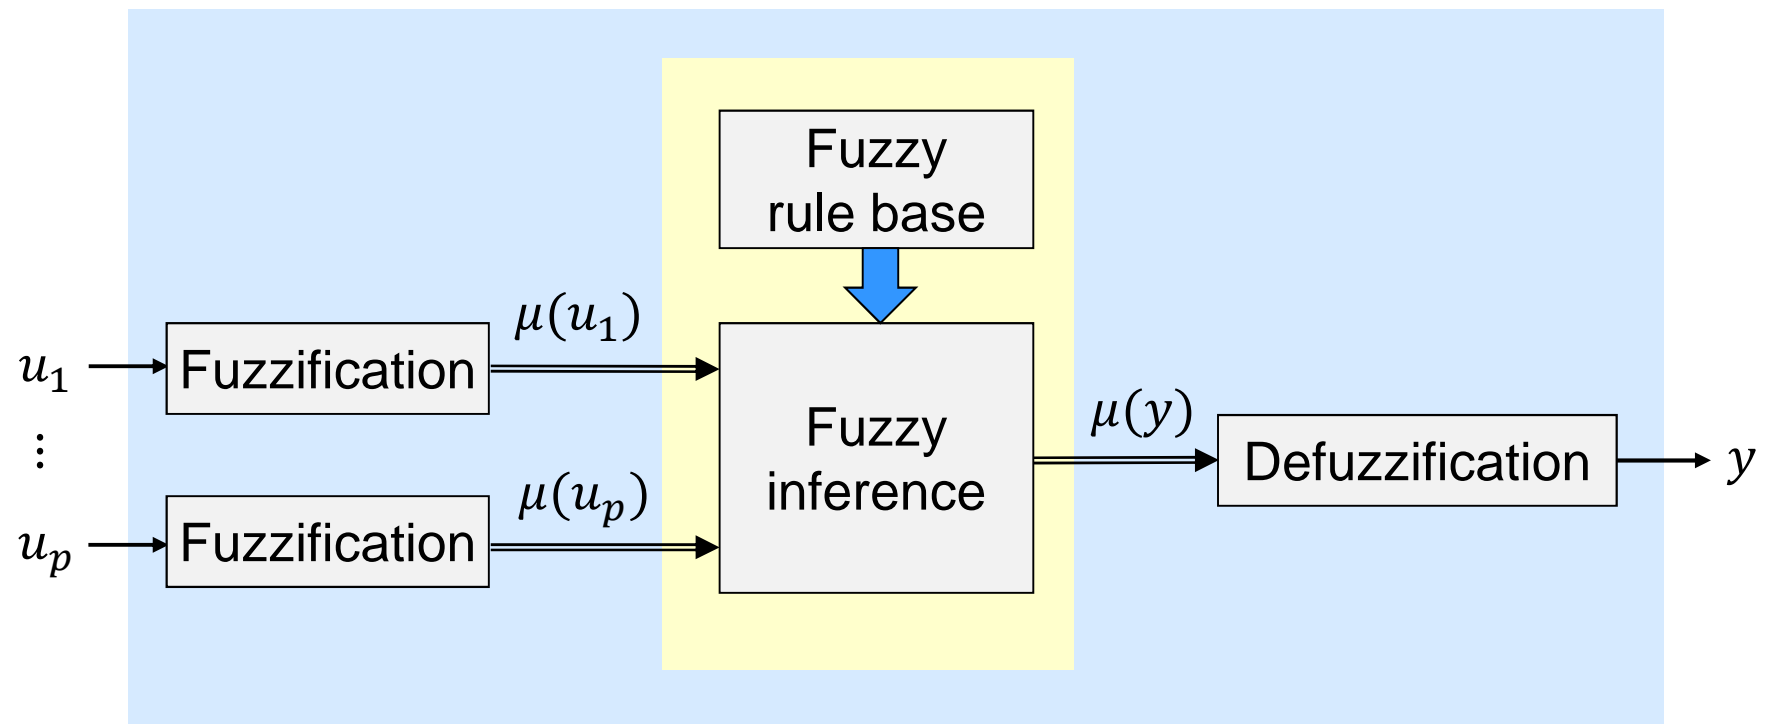 Fuzzy
rule base
μ(u₁)
u₁
Fuzzification
⋮
μ(uₚ)
uₚ
Fuzzification
Fuzzy
inference
μ(y)
Defuzzification
y